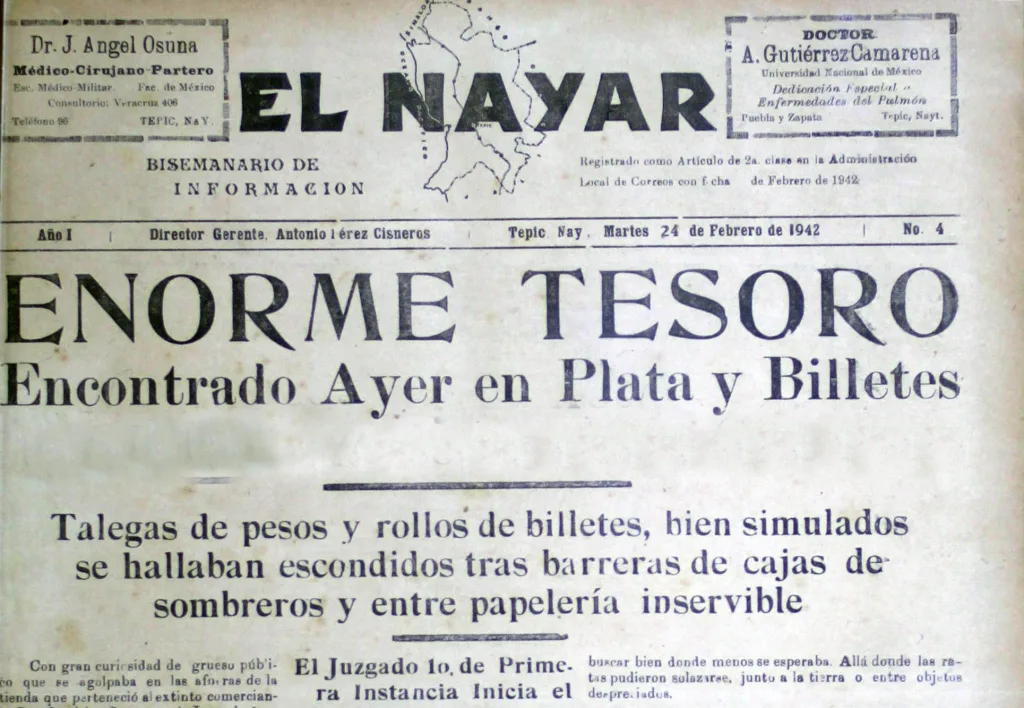 Dr. J. Angel Osuna
Médico-Cirujano-Partero
Esc. Médico Militar. Fac. de México
Consultorio: Veracruz 406
Teléfono 96 TEPIC, NAY.
EL NAYAR
BISEMANARIO DE
INFORMACION
TEPIC
DOCTOR
A. Gutiérrez Camarena
Universidad Nacional de México
Dedicación Especial a
Enfermedades del Pulmón
Puebla y Zapata Tepic, Nayt.
Registrado como Artículo de 2a. clase en la Administración
Local de Correos con fecha de Febrero de 1942
Año I | Director Gerente, Antonio Pérez Cisneros | Tepic Nay. Martes 24 de Febrero de 1942 | No. 4
ENORME TESORO
Encontrado Ayer en Plata y Billetes
Talegas de pesos y rollos de billetes, bien simulados
se hallaban escondidos tras barreras de cajas de
sombreros y entre papelería inservible
Con gran curiosidad de grueso públi-
co que se agolpaba en las afueras de la
tienda que perteneció al extinto comercian-
El Juzgado 1o. de Prime-
ra Instancia Inicia el
buscar bien donde menos se esperaba. Allá donde las ra-
tas pudieron solazarse, junto a la tierra o entre objetos
despreciados.